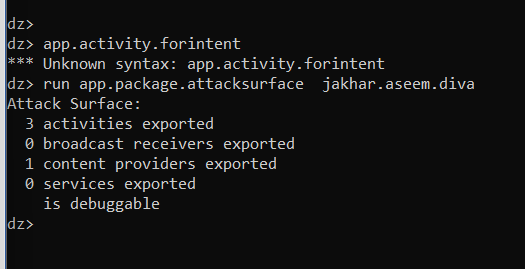 dz>
dz> app.activity.forintent
*** Unknown syntax: app.activity.forintent
dz> run app.package.attacksurface  jakhar.aseem.diva
Attack Surface:
  3 activities exported
  0 broadcast receivers exported
  1 content providers exported
  0 services exported
    is debuggable
dz>